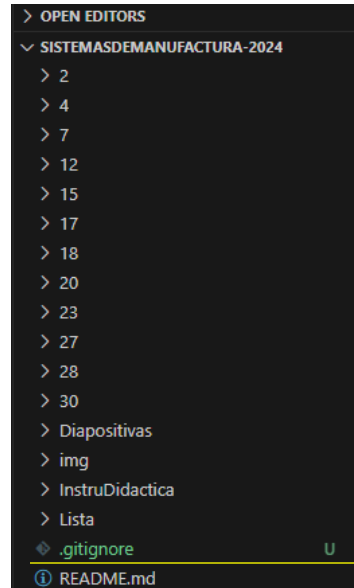 OPEN EDITORS
SISTEMASDEMANUFACTURA-2024
2
4
7
12
15
17
18
20
23
27
28
30
Diapositivas
img
InstruDidactica
Lista
.gitignore U
README.md